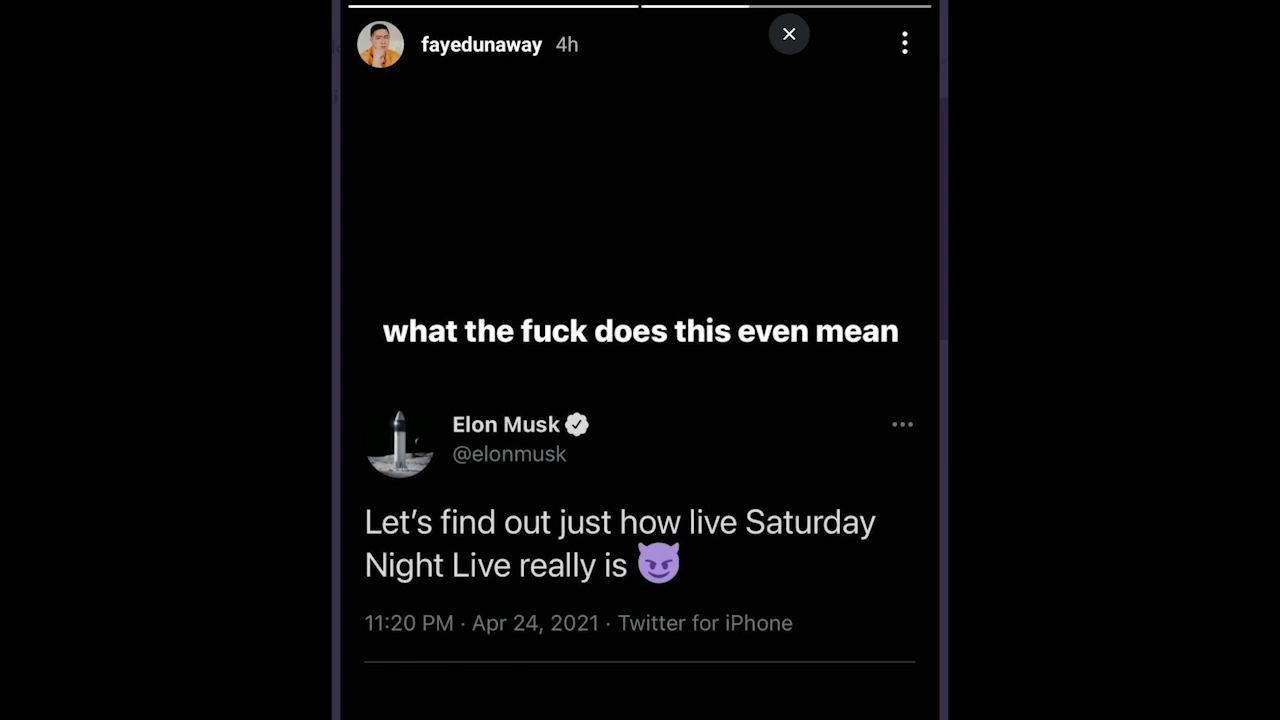 fayedunaway 4h
what the fuck does this even mean
Elon Musk
@elonmusk
Let's find out just how live Saturday
Night Live really is 😈
11:20 PM · Apr 24, 2021 · Twitter for iPhone